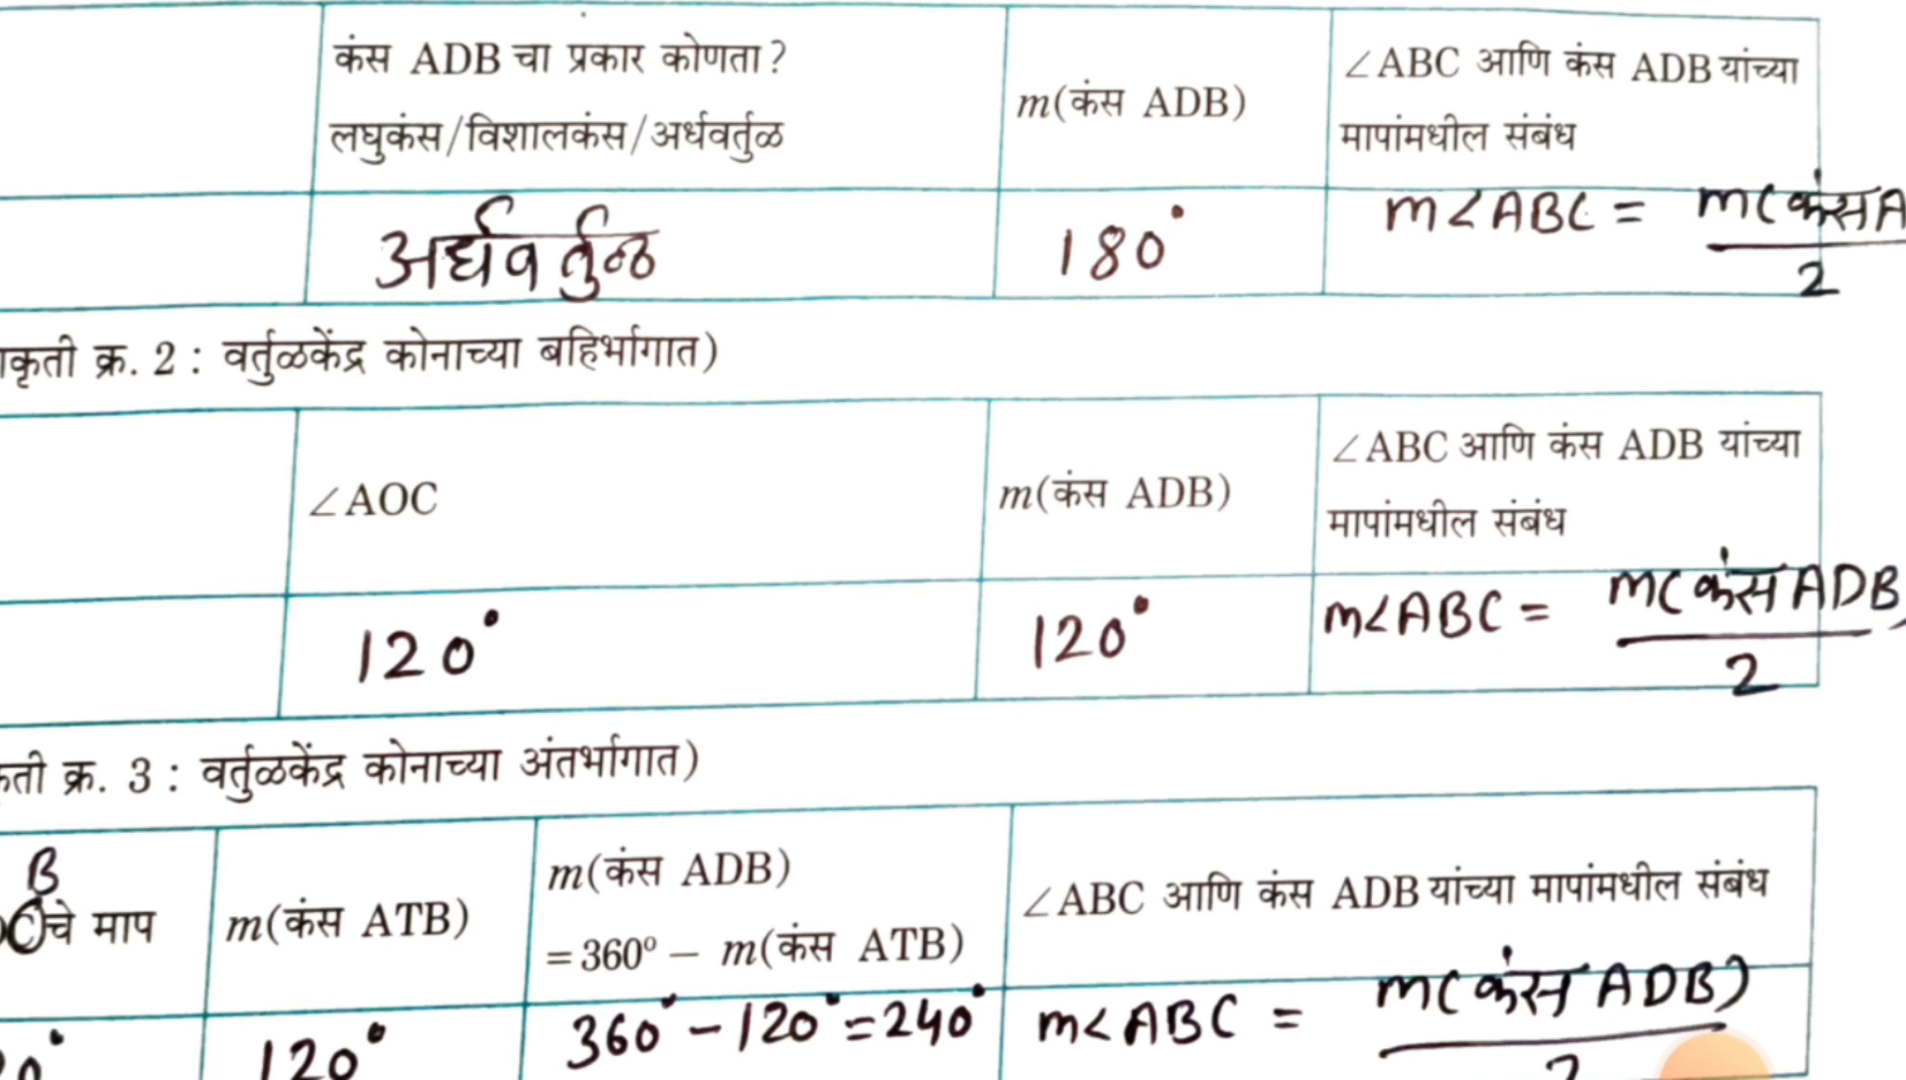 कंस ADB चा प्रकार कोणता?
लघुकंस/विशालकंस/अर्धवर्तुळ
m(कंस ADB)
∠ABC आणि कंस ADB यांच्या
मापांमधील संबंध
अर्धवर्तुळ
180°
m∠ABC = m(कंस A
2
कृती क्र. 2 : वर्तुळकेंद्र कोनाच्या बहिर्भागात)
∠AOC
m(कंस ADB)
∠ABC आणि कंस ADB यांच्या
मापांमधील संबंध
120°
120°
m∠ABC = m(कंस ADB)
2
कृती क्र. 3 : वर्तुळकेंद्र कोनाच्या अंतर्भागात)
B
चे माप
m(कंस ATB)
m(कंस ADB)
= 360° – m(कंस ATB)
∠ABC आणि कंस ADB यांच्या मापांमधील संबंध
120°
360° – 120° = 240°
m∠ABC = m(कंस ADB)
2